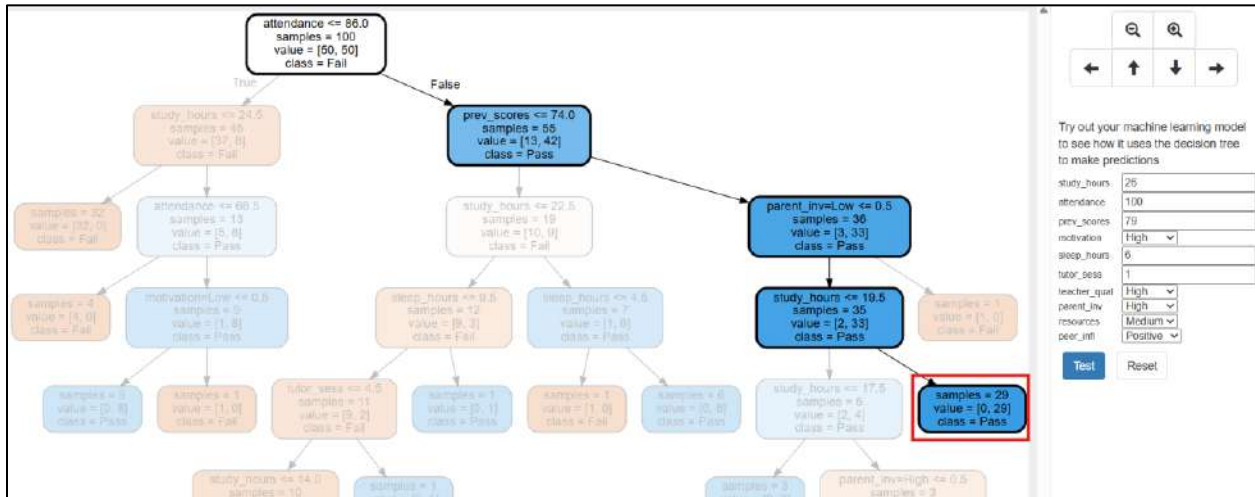 attendance <= 86.0
samples = 100
value = [50, 50]
class = Fail
True
False
study_hours <= 24.5
samples = 45
value = [37, 8]
class = Fail
prev_scores <= 74.0
samples = 55
value = [13, 42]
class = Pass
samples = 32
value = [32, 0]
class = Fail
attendance <= 66.5
samples = 13
value = [5, 8]
class = Pass
study_hours <= 22.5
samples = 19
value = [10, 9]
class = Fail
parent_inv=Low <= 0.5
samples = 36
value = [3, 33]
class = Pass
samples = 4
value = [4, 0]
class = Fail
motivation=Low <= 0.5
samples = 9
value = [1, 8]
class = Pass
sleep_hours <= 9.5
samples = 12
value = [9, 3]
class = Fail
sleep_hours <= 4.5
samples = 7
value = [1, 6]
class = Pass
study_hours <= 19.5
samples = 35
value = [2, 33]
class = Pass
samples = 1
value = [1, 0]
class = Fail
samples = 8
value = [0, 8]
class = Pass
samples = 1
value = [1, 0]
class = Fail
tutor_sess <= 4.5
samples = 11
value = [9, 2]
class = Fail
samples = 1
value = [0, 1]
class = Pass
samples = 1
value = [1, 0]
class = Fail
samples = 6
value = [0, 6]
class = Pass
study_hours <= 17.5
samples = 6
value = [2, 4]
class = Pass
samples = 29
value = [0, 29]
class = Pass
study_hours <= 14.0
samples = 10
samples = 1
samples = 3
parent_inv=High <= 0.5
samples = 3
Try out your machine learning model
to see how it uses the decision tree
to make predictions
study_hours 26
attendance 100
prev_scores 79
motivation High
sleep_hours 6
tutor_sess 1
teacher_qual High
parent_inv High
resources Medium
peer_infl Positive
Test Reset